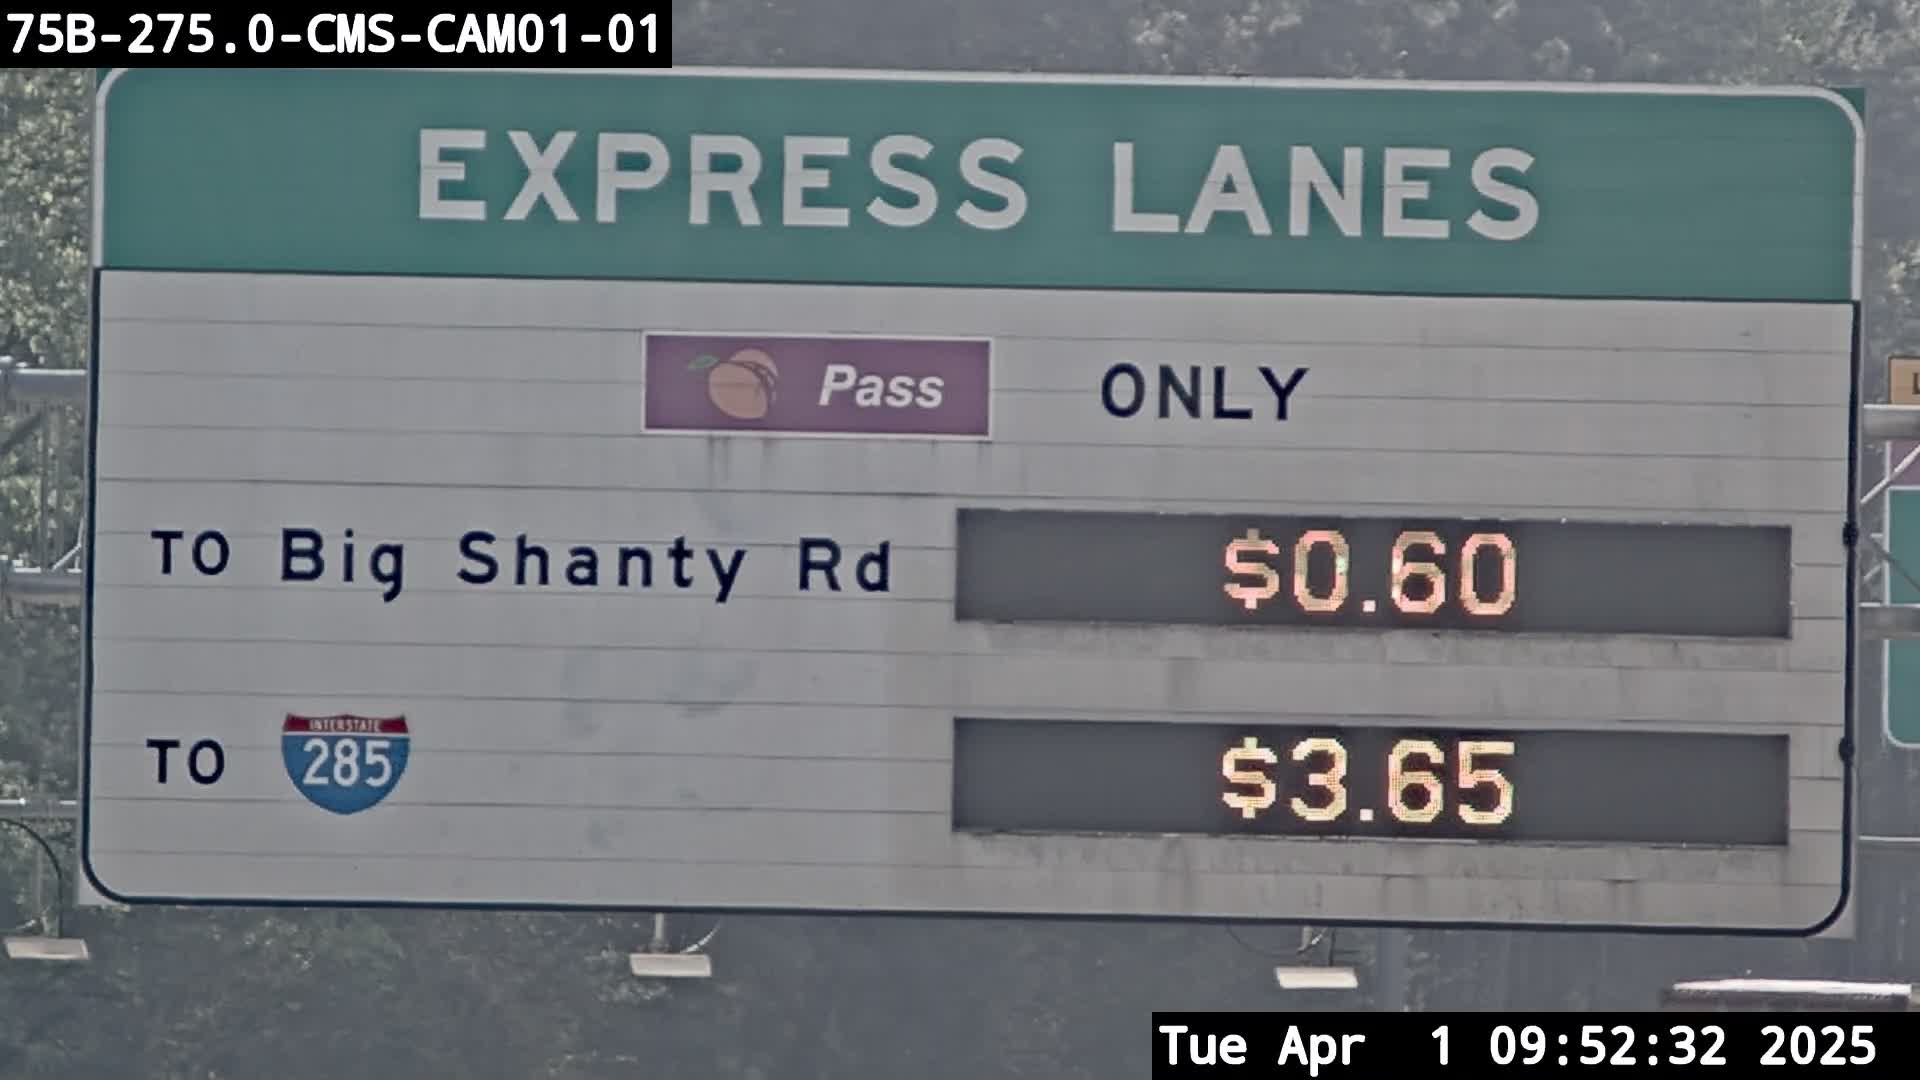 75B-275.0-CMS-CAM01-01
EXPRESS LANES
Pass ONLY
TO Big Shanty Rd $0.60
INTERSTATE
TO 285 $3.65
Tue Apr 1 09:52:32 2025